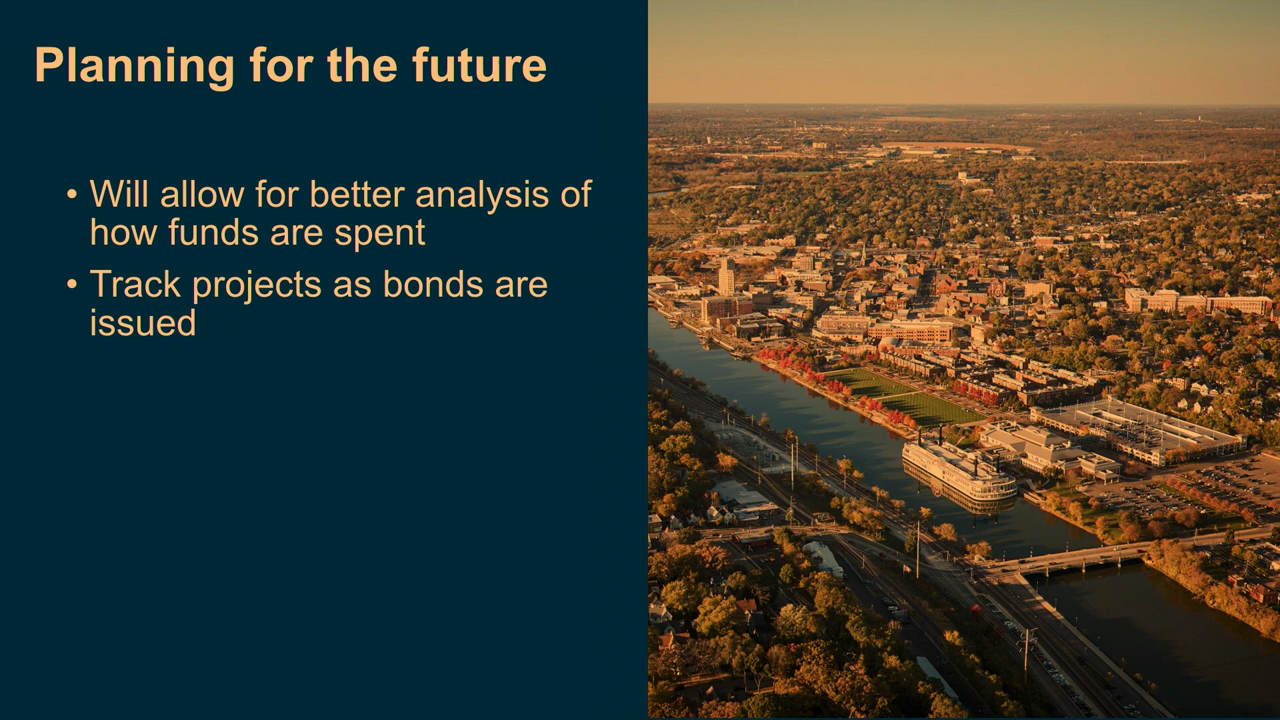 Planning for the future
• Will allow for better analysis of
how funds are spent
• Track projects as bonds are
issued